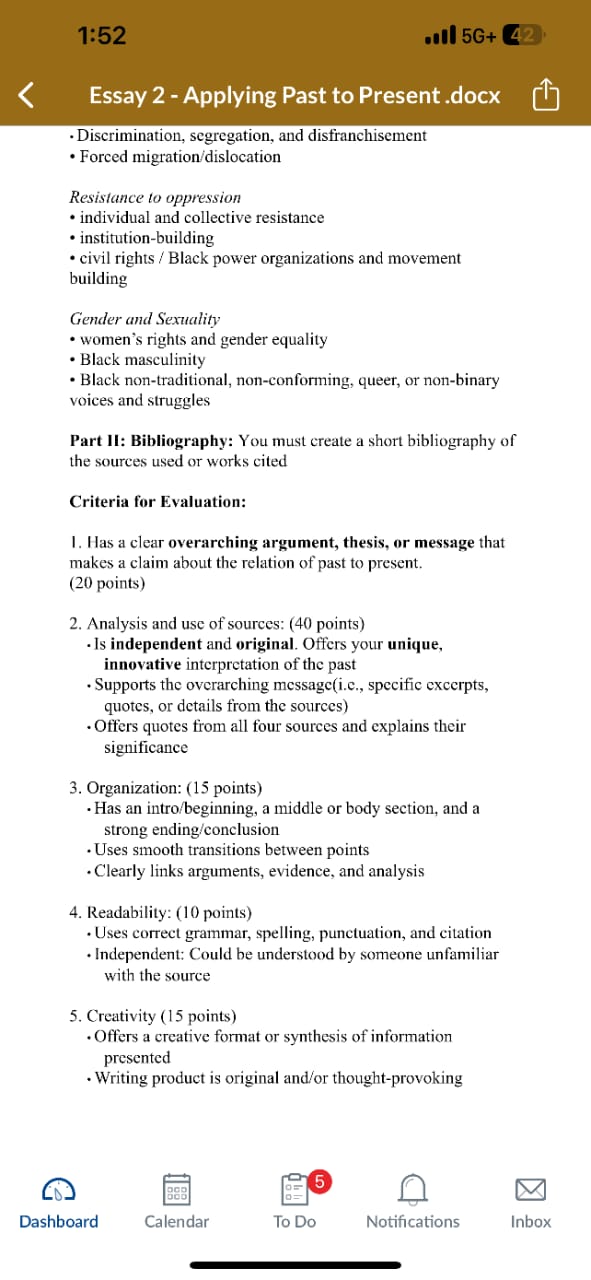 1:52
5G+ 42
Essay 2 - Applying Past to Present.docx
• Discrimination, segregation, and disfranchisement
• Forced migration/dislocation
Resistance to oppression
• individual and collective resistance
• institution-building
• civil rights / Black power organizations and movement
building
Gender and Sexuality
• women's rights and gender equality
• Black masculinity
• Black non-traditional, non-conforming, queer, or non-binary
voices and struggles
Part II: Bibliography: You must create a short bibliography of
the sources used or works cited
Criteria for Evaluation:
1. Has a clear overarching argument, thesis, or message that
makes a claim about the relation of past to present.
(20 points)
2. Analysis and use of sources: (40 points)
• Is independent and original. Offers your unique,
innovative interpretation of the past
• Supports the overarching message(i.e., specific excerpts,
quotes, or details from the sources)
• Offers quotes from all four sources and explains their
significance
3. Organization: (15 points)
• Has an intro/beginning, a middle or body section, and a
strong ending/conclusion
• Uses smooth transitions between points
• Clearly links arguments, evidence, and analysis
4. Readability: (10 points)
• Uses correct grammar, spelling, punctuation, and citation
• Independent: Could be understood by someone unfamiliar
with the source
5. Creativity (15 points)
• Offers a creative format or synthesis of information
presented
• Writing product is original and/or thought-provoking
5
Dashboard Calendar To Do Notifications Inbox